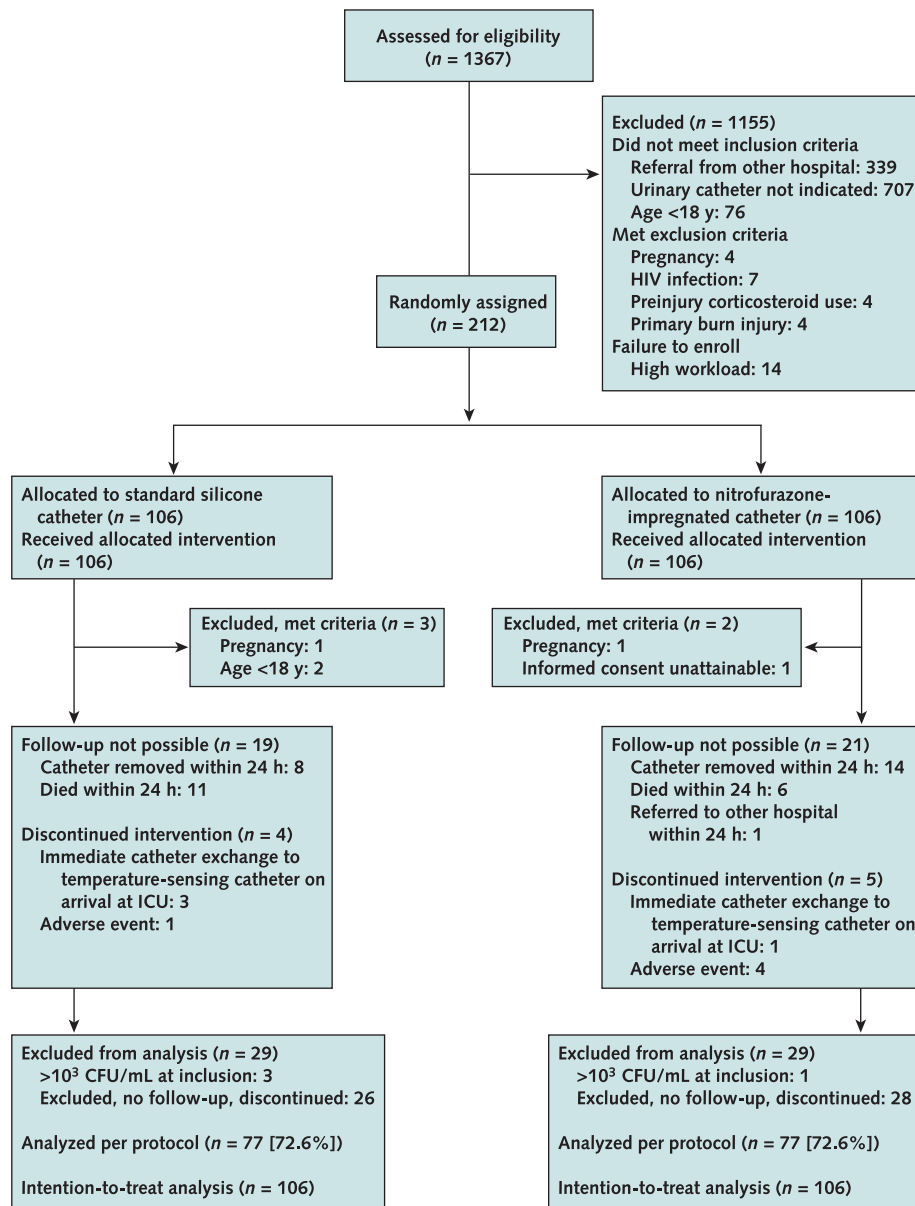 Assessed for eligibility
(n = 1367)
Excluded (n = 1155)
Did not meet inclusion criteria
Referral from other hospital: 339
Urinary catheter not indicated: 707
Age <18 y: 76
Met exclusion criteria
Pregnancy: 4
HIV infection: 7
Preinjury corticosteroid use: 4
Primary burn injury: 4
Failure to enroll
High workload: 14
Randomly assigned
(n = 212)
Allocated to standard silicone
catheter (n = 106)
Received allocated intervention
(n = 106)
Allocated to nitrofurazone-
impregnated catheter (n = 106)
Received allocated intervention
(n = 106)
Excluded, met criteria (n = 3)
Pregnancy: 1
Age <18 y: 2
Excluded, met criteria (n = 2)
Pregnancy: 1
Informed consent unattainable: 1
Follow-up not possible (n = 19)
Catheter removed within 24 h: 8
Died within 24 h: 11
Discontinued intervention (n = 4)
Immediate catheter exchange to
temperature-sensing catheter on
arrival at ICU: 3
Adverse event: 1
Follow-up not possible (n = 21)
Catheter removed within 24 h: 14
Died within 24 h: 6
Referred to other hospital
within 24 h: 1
Discontinued intervention (n = 5)
Immediate catheter exchange to
temperature-sensing catheter on
arrival at ICU: 1
Adverse event: 4
Excluded from analysis (n = 29)
>10³ CFU/mL at inclusion: 3
Excluded, no follow-up, discontinued: 26
Analyzed per protocol (n = 77 [72.6%])
Intention-to-treat analysis (n = 106)
Excluded from analysis (n = 29)
>10³ CFU/mL at inclusion: 1
Excluded, no follow-up, discontinued: 28
Analyzed per protocol (n = 77 [72.6%])
Intention-to-treat analysis (n = 106)